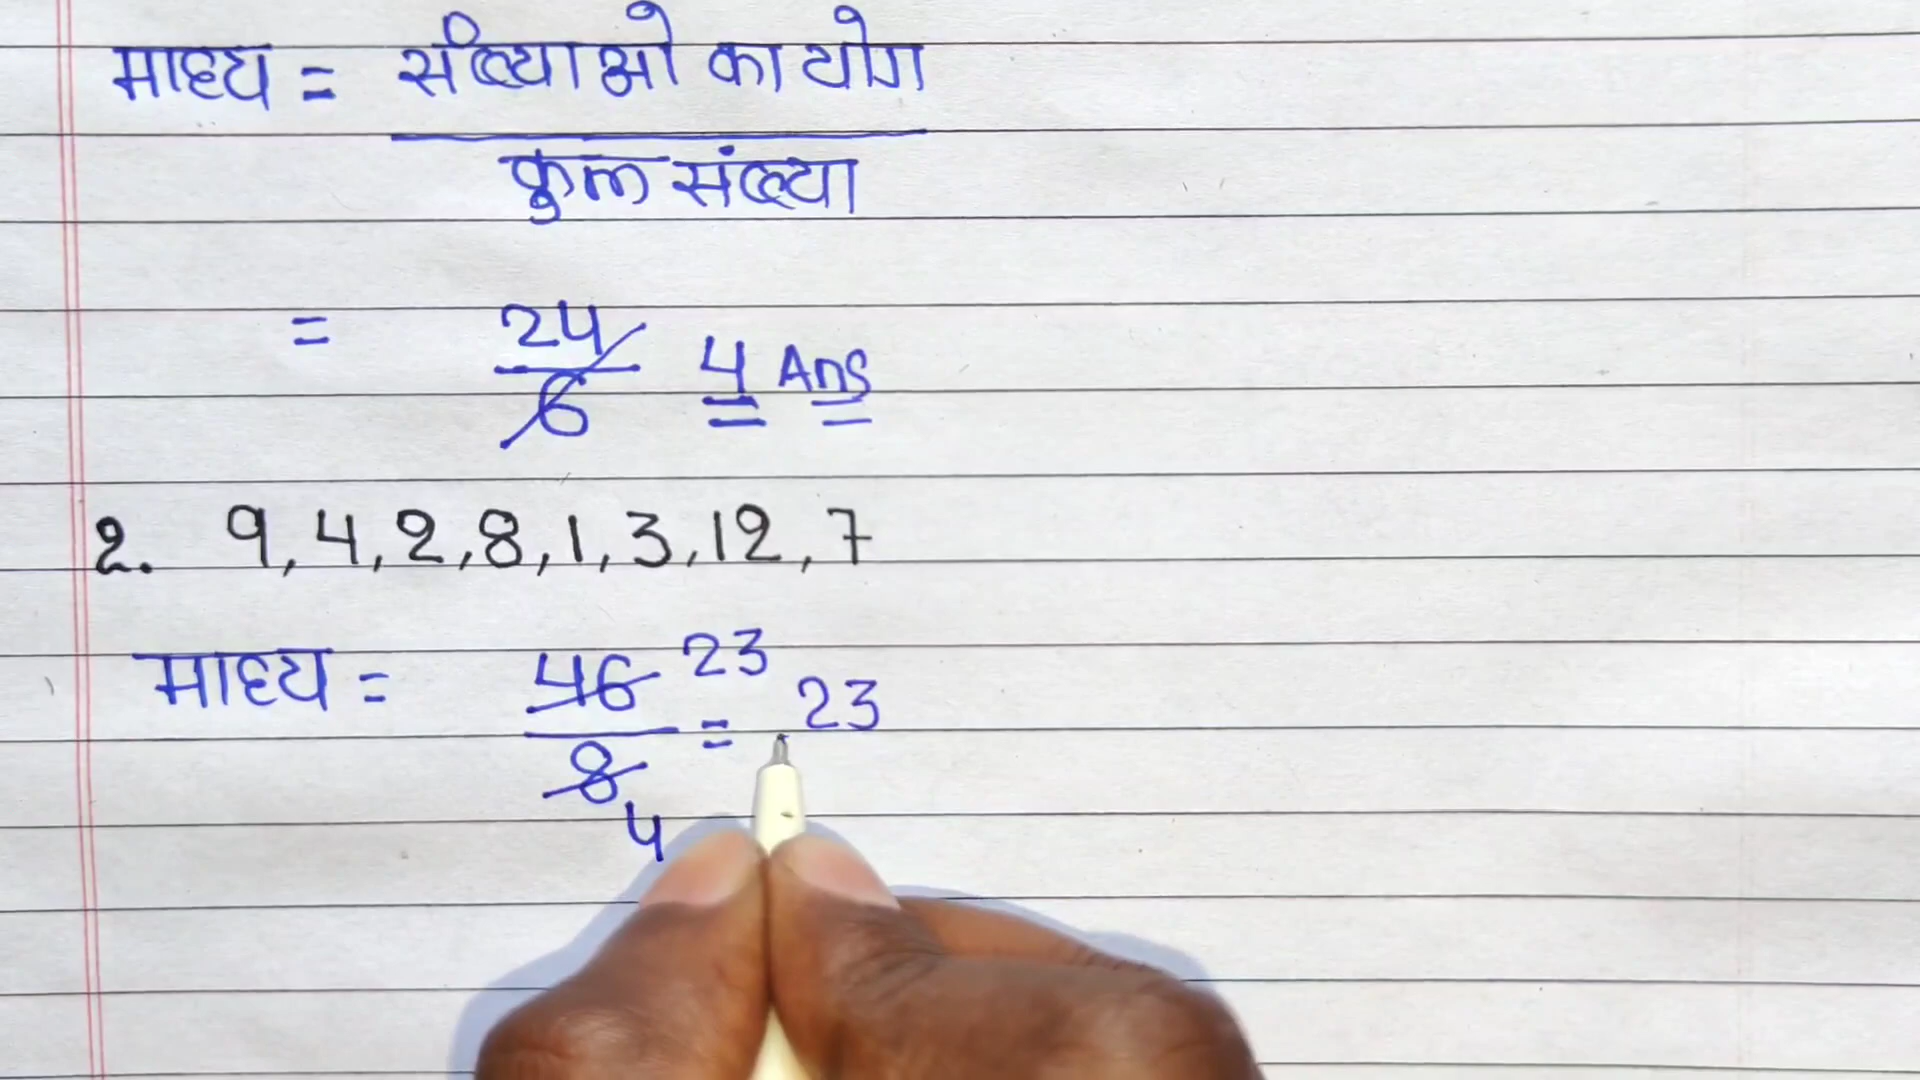 माध्य = संख्याओ का योग
कुल संख्या
= 24/6 4 Ans
2. 9, 4, 2, 8, 1, 3, 12, 7
माध्य = 46/8 23 4 = 23